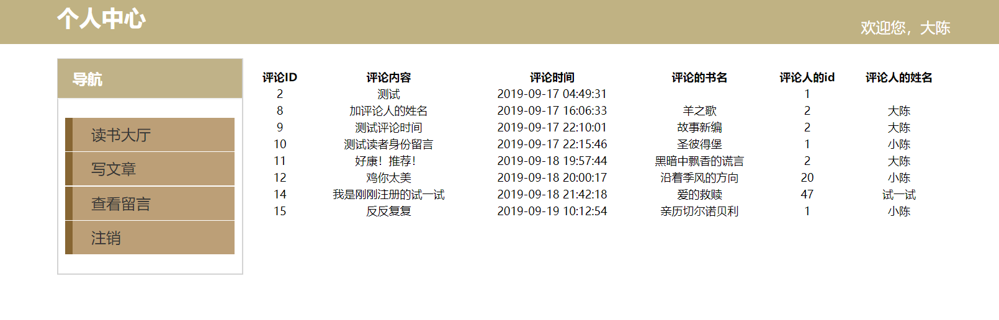 个人中心
欢迎您，大陈
导航
读书大厅
写文章
查看留言
注销
评论ID 评论内容 评论时间 评论的书名 评论人的id 评论人的姓名
2 测试 2019-09-17 04:49:31 1
8 加评论人的姓名 2019-09-17 16:06:33 羊之歌 2 大陈
9 测试评论时间 2019-09-17 22:10:01 故事新编 2 大陈
10 测试读者身份留言 2019-09-17 22:15:46 圣彼得堡 1 小陈
11 好康！推荐！ 2019-09-18 19:57:44 黑暗中飘香的谎言 2 大陈
12 鸡你太美 2019-09-18 20:00:17 沿着季风的方向 20 小陈
14 我是刚刚注册的试一试 2019-09-18 21:42:18 爱的救赎 47 试一试
15 反反复复 2019-09-19 10:12:54 亲历切尔诺贝利 1 小陈